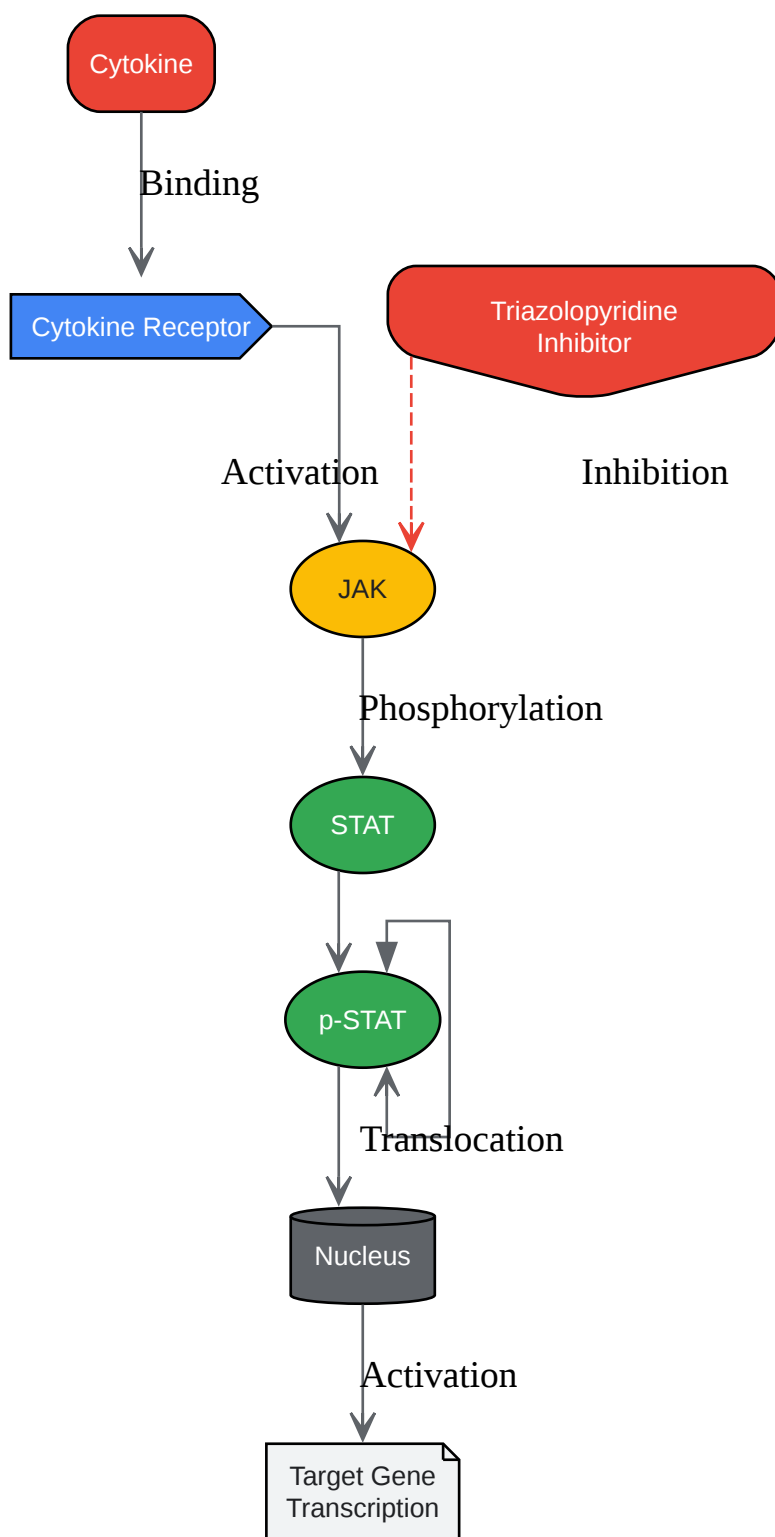 Cytokine
Binding
Cytokine Receptor
Triazolopyridine
Inhibitor
Activation
Inhibition
JAK
Phosphorylation
STAT
p-STAT
Translocation
Nucleus
Activation
Target Gene
Transcription